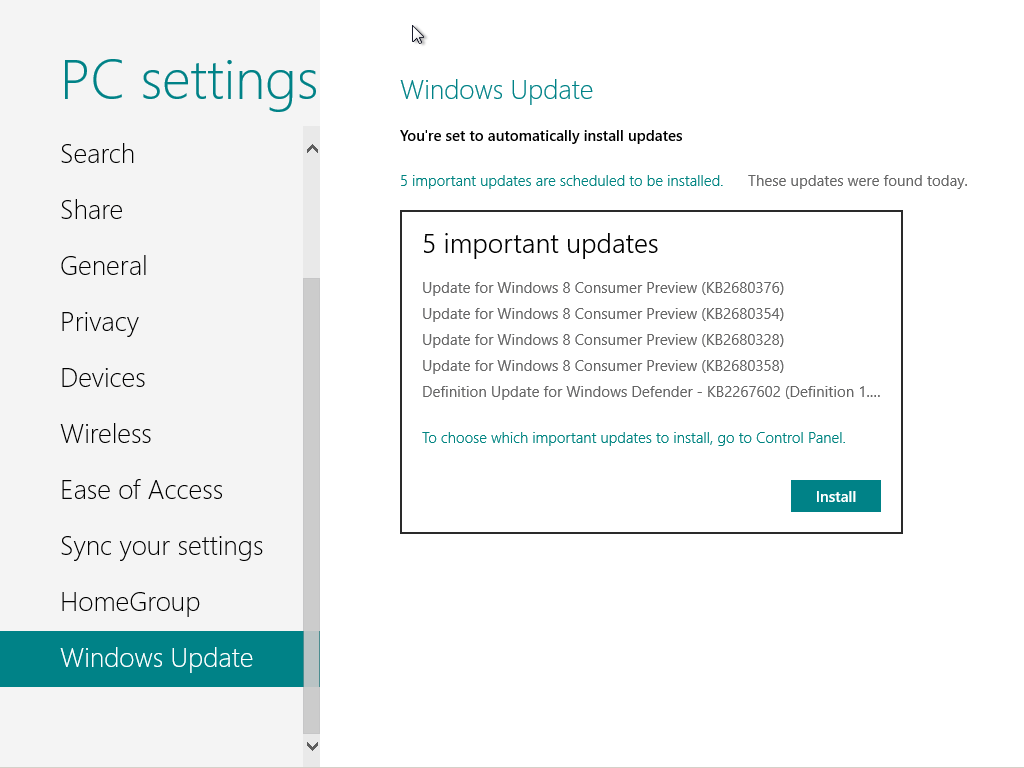 PC settings
Search
Share
General
Privacy
Devices
Wireless
Ease of Access
Sync your settings
HomeGroup
Windows Update
Windows Update
You're set to automatically install updates
5 important updates are scheduled to be installed. These updates were found today.
5 important updates
Update for Windows 8 Consumer Preview (KB2680376)
Update for Windows 8 Consumer Preview (KB2680354)
Update for Windows 8 Consumer Preview (KB2680328)
Update for Windows 8 Consumer Preview (KB2680358)
Definition Update for Windows Defender - KB2267602 (Definition 1....
To choose which important updates to install, go to Control Panel.
Install